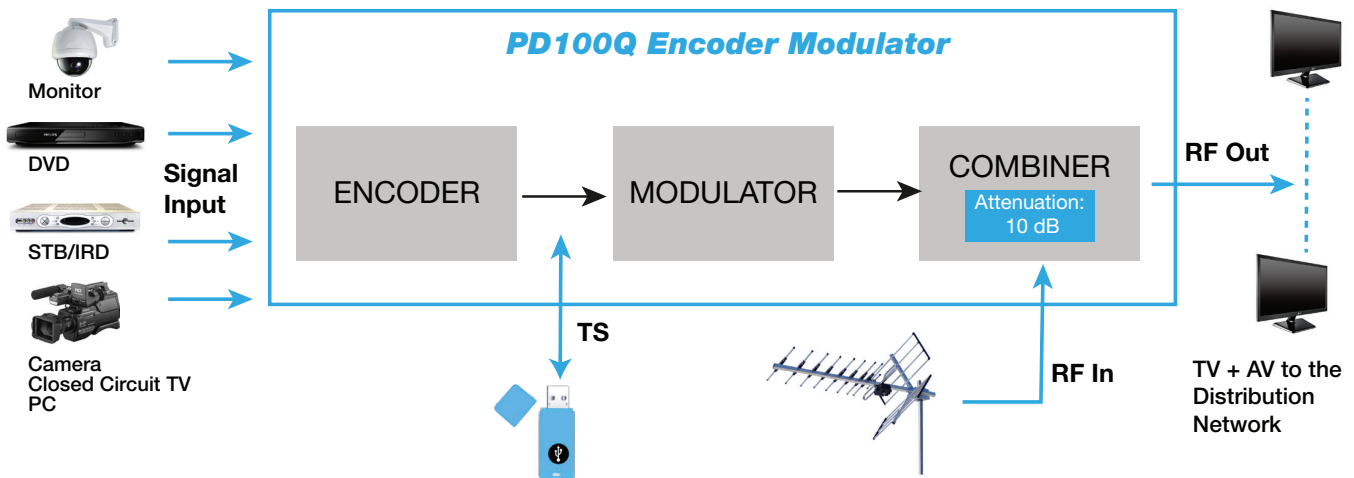 PD100Q Encoder Modulator
Monitor
DVD
STB/IRD
Camera
Closed Circuit TV
PC
Signal
Input
ENCODER
MODULATOR
COMBINER
Attenuation:
10 dB
RF Out
TS
RF In
TV + AV to the
Distribution
Network